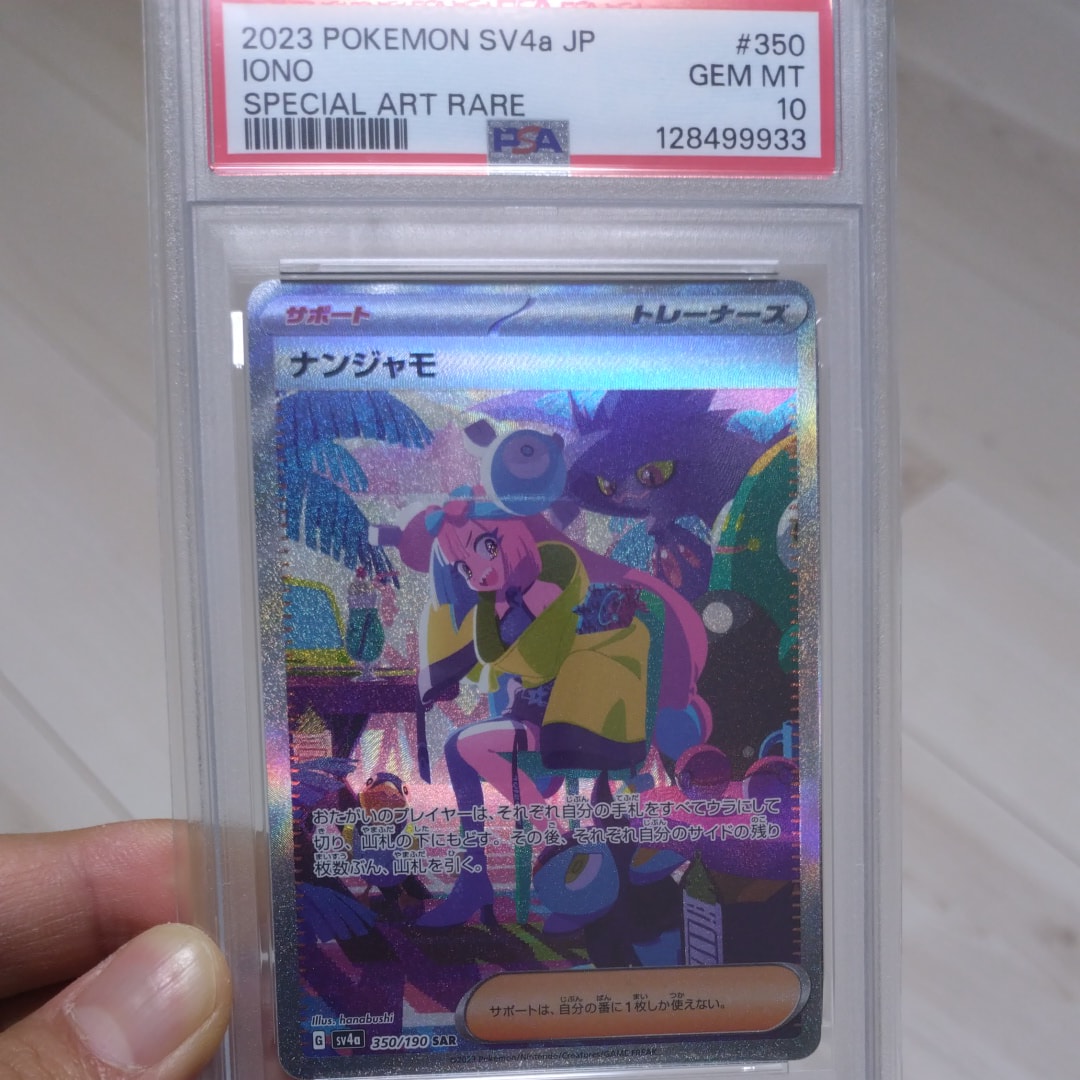 2023 POKEMON SV4a JP #350
IONO GEM MT
SPECIAL ART RARE 10
PSA 128499933
サポート トレーナーズ
ナンジャモ
おたがいのプレイヤーは、それぞれ自分の手札をすべてウラにして
切り、山札の下にもどす。その後、それぞれ自分のサイドの残り
枚数ぶん、山札を引く。
サポートは、自分の番に1枚しか使えない。
Illus. hanabushi
G sv4a 350/190 SAR
©2023 Pokémon/Nintendo/Creatures/GAME FREAK.